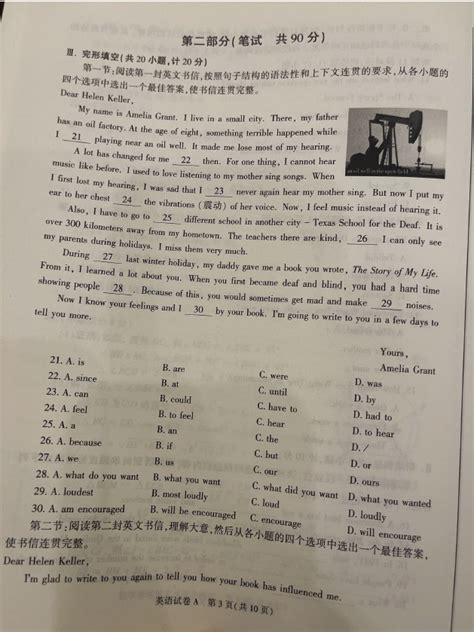 第二部分(笔试 共90分)
Ⅲ. 完形填空(共20小题,计20分)
第一节:阅读第一封英文书信,按照句子结构的语法性和上下文连贯的要求,从各小题的
四个选项中选出一个最佳答案,使书信连贯完整。
Dear Helen Keller,
My name is Amelia Grant. I live in a small city. There, my father
has an oil factory. At the age of eight, something terrible happened while
I 21 playing near an oil well. It made me lose most of my hearing.
A lot has changed for me 22 then. For one thing, I cannot hear
music like before. I used to love listening to my mother sing songs. When
I first lost my hearing, I was sad that I 23 never again hear my mother sing. But now I put my
ear to her chest 24 the vibrations (震动) of her voice. Now, I feel music instead of hearing it.
Also, I have to go to 25 different school in another city – Texas School for the Deaf. It is
over 300 kilometers away from my hometown. The teachers there are kind, 26 I can only see
my parents during holidays. I miss them very much.
During 27 last winter holiday, my daddy gave me a book you wrote, The Story of My Life.
From it, I learned a lot about you. When you first became deaf and blind, you had a hard time
showing people 28 . Because of this, you would sometimes get mad and make 29 noises.
Now I know your feelings and I 30 by your book. I'm going to write to you in a few days to
tell you more.
Yours,
Amelia Grant
21. A. is B. are C. were D. was
22. A. since B. at C. until D. by
23. A. can B. could C. have to D. had to
24. A. feel B. to feel C. hear D. to hear
25. A. a B. an C. the D. /
26. A. because B. if C. but D. or
27. A. we B. us C. our D. ours
28. A. what do you want B. what you want C. what did you want D. what you wanted
29. A. loudest B. most loudly C. loud D. loudly
30. A. am encouraged B. will be encouraged C. encourage D. will encourage
第二节:阅读第二封英文书信,理解大意,然后从各小题的四个选项中选出一个最佳答案,
使书信连贯完整。
Dear Helen Keller,
I'm glad to write to you again to tell you how your book has influenced me.
英语试卷A 第3页(共10页)